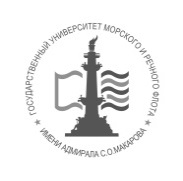 ГОСУДАРСТВЕННЫЙ УНИВЕРСИТЕТ МОРСКОГО И РЕЧНОГО ФЛОТА
ИМЕНИ АДМИРАЛА С.О.МАКАРОВА